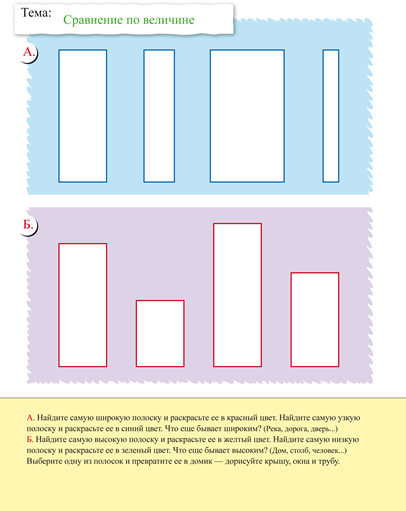 Тема:
Сравнение по величине
А.
Б.
А. Найдите самую широкую полоску и раскрасьте ее в красный цвет. Найдите самую узкую
полоску и раскрасьте ее в синий цвет. Что еще бывает широким? (Река, дорога, дверь...)
Б. Найдите самую высокую полоску и раскрасьте ее в желтый цвет. Найдите самую низкую
полоску и раскрасьте ее в зеленый цвет. Что еще бывает высоким? (Дом, столб, человек...)
Выберите одну из полосок и превратите ее в домик — дорисуйте крышу, окна и трубу.